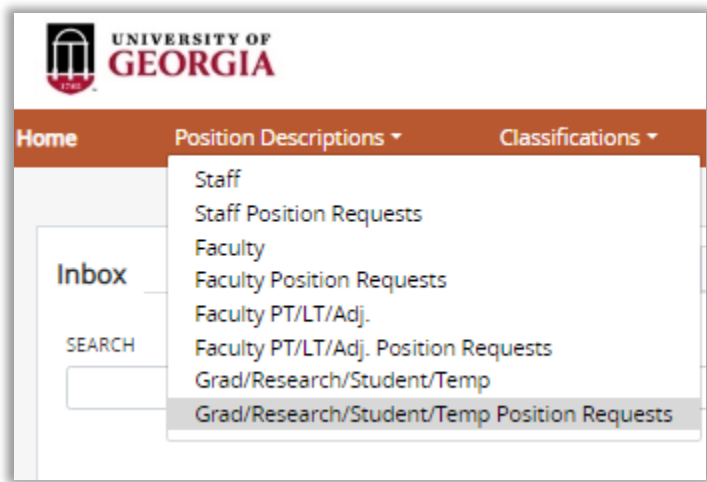 UNIVERSITY OF
GEORGIA
1785
Home Position Descriptions Classifications
Staff
Staff Position Requests
Faculty
Inbox
Faculty Position Requests
Faculty PT/LT/Adj.
SEARCH
Faculty PT/LT/Adj. Position Requests
Grad/Research/Student/Temp
Grad/Research/Student/Temp Position Requests